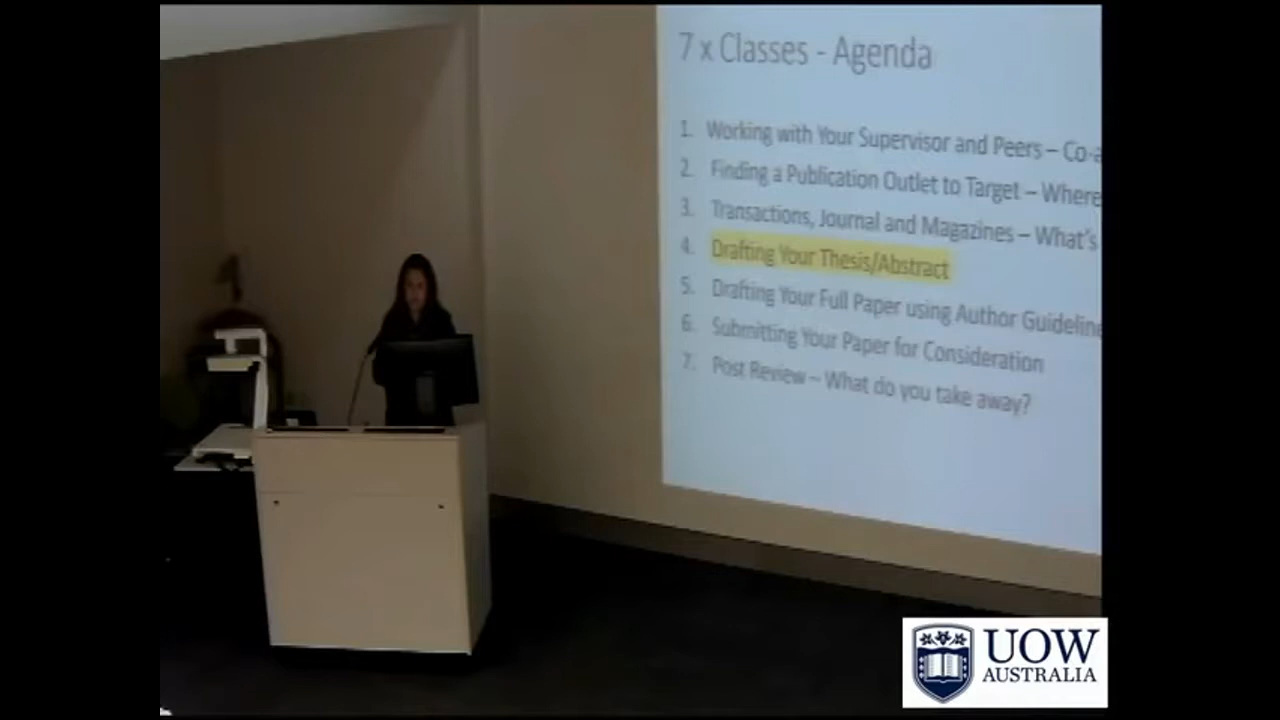 7 x Classes - Agenda
1. Working with Your Supervisor and Peers – Co-a
2. Finding a Publication Outlet to Target – Where
3. Transactions, Journal and Magazines – What's
4. Drafting Your Thesis/Abstract
5. Drafting Your Full Paper using Author Guideline
6. Submitting Your Paper for Consideration
7. Post Review – What do you take away?
UOW
AUSTRALIA